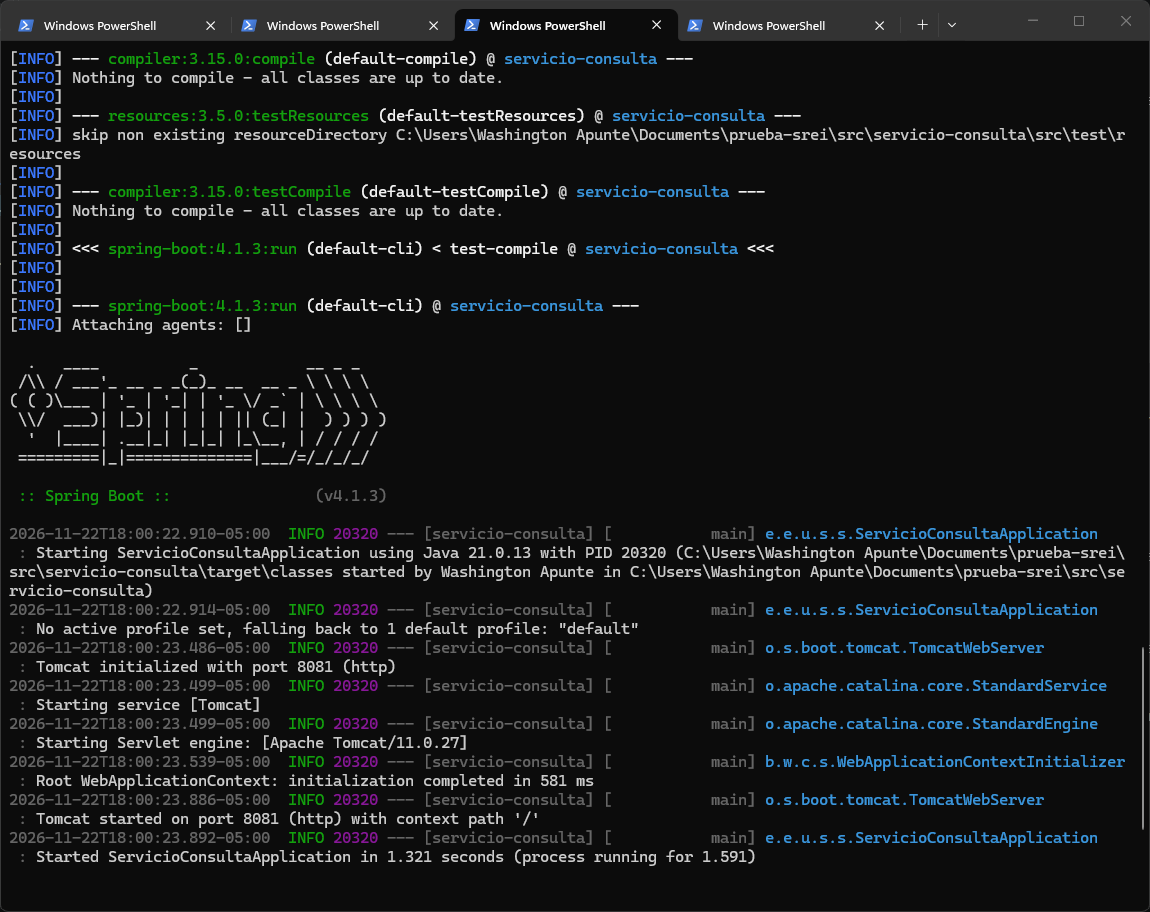 Windows PowerShell
Windows PowerShell
Windows PowerShell
Windows PowerShell
[INFO] --- compiler:3.15.0:compile (default-compile) @ servicio-consulta ---
[INFO] Nothing to compile - all classes are up to date.
[INFO]
[INFO] --- resources:3.5.0:testResources (default-testResources) @ servicio-consulta ---
[INFO] skip non existing resourceDirectory C:\Users\Washington Apunte\Documents\prueba-srei\src\servicio-consulta\src\test\r
esources
[INFO]
[INFO] --- compiler:3.15.0:testCompile (default-testCompile) @ servicio-consulta ---
[INFO] Nothing to compile - all classes are up to date.
[INFO]
[INFO] <<< spring-boot:4.1.3:run (default-cli) < test-compile @ servicio-consulta <<<
[INFO]
[INFO]
[INFO] --- spring-boot:4.1.3:run (default-cli) @ servicio-consulta ---
[INFO] Attaching agents: []
  .   ____          _            __ _ _
 /\\ / ___'_ __ _ _(_)_ __  __ _ \ \ \ \
( ( )\___ | '_ | '_| | '_ \/ _` | \ \ \ \
 \\/  ___)| |_)| | | | | || (_| |  ) ) ) )
  '  |____| .__|_| |_|_| |_\__, | / / / /
 =========|_|==============|___/=/_/_/_/
 :: Spring Boot ::                (v4.1.3)
2026-11-22T18:00:22.910-05:00  INFO 20320 --- [servicio-consulta] [           main] e.e.u.s.s.ServicioConsultaApplication
 : Starting ServicioConsultaApplication using Java 21.0.13 with PID 20320 (C:\Users\Washington Apunte\Documents\prueba-srei\
src\servicio-consulta\target\classes started by Washington Apunte in C:\Users\Washington Apunte\Documents\prueba-srei\src\se
rvicio-consulta)
2026-11-22T18:00:22.914-05:00  INFO 20320 --- [servicio-consulta] [           main] e.e.u.s.s.ServicioConsultaApplication
 : No active profile set, falling back to 1 default profile: "default"
2026-11-22T18:00:23.486-05:00  INFO 20320 --- [servicio-consulta] [           main] o.s.boot.tomcat.TomcatWebServer
 : Tomcat initialized with port 8081 (http)
2026-11-22T18:00:23.499-05:00  INFO 20320 --- [servicio-consulta] [           main] o.apache.catalina.core.StandardService
 : Starting service [Tomcat]
2026-11-22T18:00:23.499-05:00  INFO 20320 --- [servicio-consulta] [           main] o.apache.catalina.core.StandardEngine
 : Starting Servlet engine: [Apache Tomcat/11.0.27]
2026-11-22T18:00:23.539-05:00  INFO 20320 --- [servicio-consulta] [           main] b.w.c.s.WebApplicationContextInitializer
 : Root WebApplicationContext: initialization completed in 581 ms
2026-11-22T18:00:23.886-05:00  INFO 20320 --- [servicio-consulta] [           main] o.s.boot.tomcat.TomcatWebServer
 : Tomcat started on port 8081 (http) with context path '/'
2026-11-22T18:00:23.892-05:00  INFO 20320 --- [servicio-consulta] [           main] e.e.u.s.s.ServicioConsultaApplication
 : Started ServicioConsultaApplication in 1.321 seconds (process running for 1.591)